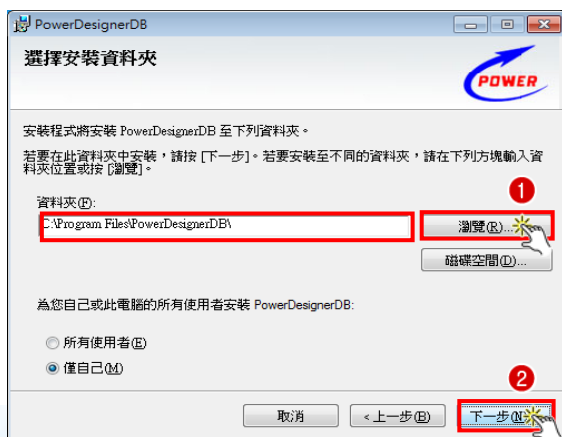 PowerDesignerDB
選擇安裝資料夾
POWER
安裝程式將安裝 PowerDesignerDB 至下列資料夾。
若要在此資料夾中安裝，請按 [下一步]。若要安裝至不同的資料夾，請在下列方塊輸入資
料夾位置或按 [瀏覽]。
1
資料夾(F):
C:\Program Files\PowerDesignerDB\
瀏覽(R)...
磁碟空間(D)...
為您自己或此電腦的所有使用者安裝 PowerDesignerDB:
所有使用者(E)
僅自己(M)
2
取消
<上一步(B)
下一步(N